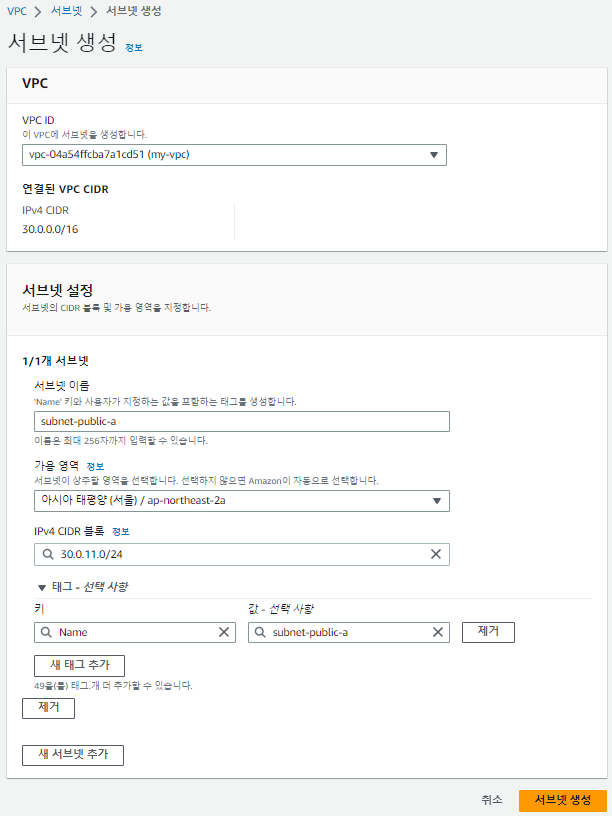 VPC > 서브넷 > 서브넷 생성
서브넷 생성 정보
VPC
VPC ID
이 VPC에 서브넷을 생성합니다.
vpc-04a54ffcba7a1cd51 (my-vpc)
연결된 VPC CIDR
IPv4 CIDR
30.0.0.0/16
서브넷 설정
서브넷의 CIDR 블록 및 가용 영역을 지정합니다.
1/1개 서브넷
서브넷 이름
'Name' 키와 사용자가 지정하는 값을 포함하는 태그를 생성합니다.
subnet-public-a
이름은 최대 256자까지 입력할 수 있습니다.
가용 영역 정보
서브넷이 상주할 영역을 선택합니다. 선택하지 않으면 Amazon이 자동으로 선택합니다.
아시아 태평양 (서울) / ap-northeast-2a
IPv4 CIDR 블록 정보
30.0.11.0/24
태그 - 선택 사항
키 값 - 선택 사항
Name subnet-public-a 제거
새 태그 추가
49을(를) 태그.개 더 추가할 수 있습니다.
제거
새 서브넷 추가
취소 서브넷 생성